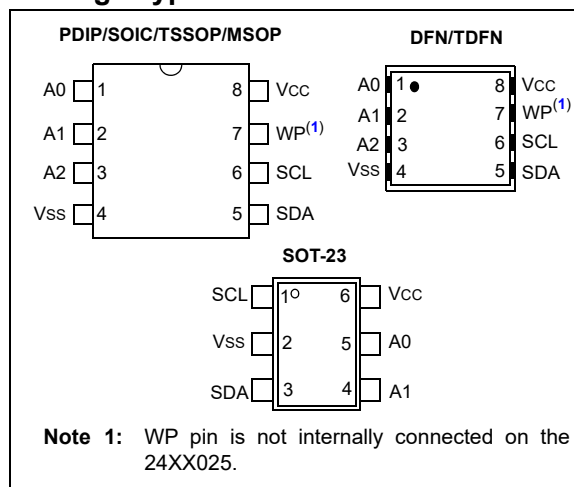 PDIP/SOIC/TSSOP/MSOP
A0 1 8 VCC
A1 2 7 WP(1)
A2 3 6 SCL
VSS 4 5 SDA
DFN/TDFN
A0 1 8 VCC
A1 2 7 WP(1)
A2 3 6 SCL
VSS 4 5 SDA
SOT-23
SCL 1 6 VCC
VSS 2 5 A0
SDA 3 4 A1
Note 1: WP pin is not internally connected on the
24XX025.